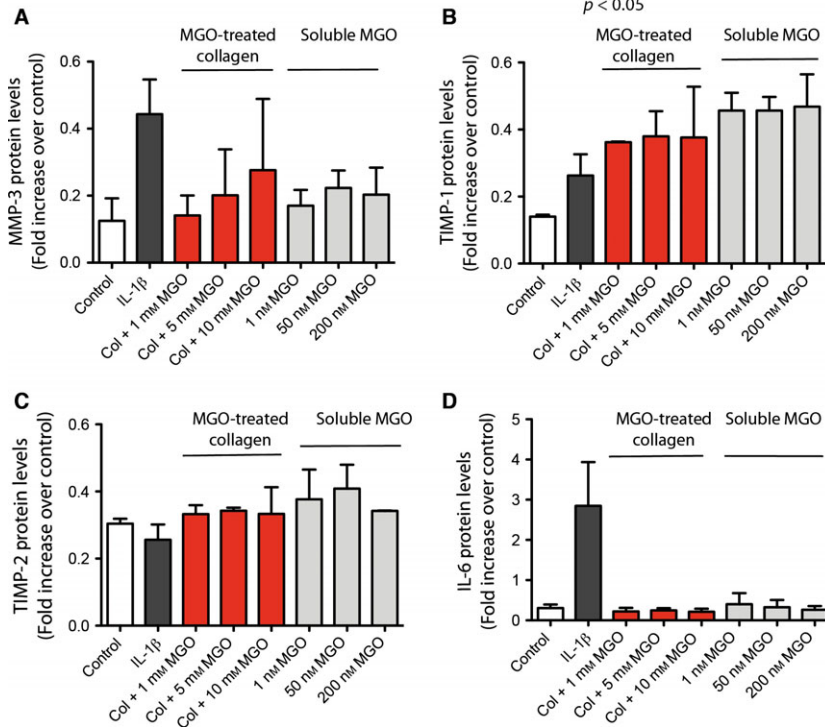 A
MGO-treated
collagen
Soluble MGO
MMP-3 protein levels
(Fold increase over control)
0.6
0.4
0.2
0.0
Control
IL-1β
Col + 1 mM MGO
Col + 5 mM MGO
Col + 10 mM MGO
1 nM MGO
50 nM MGO
200 nM MGO
B
p < 0.05
MGO-treated
collagen
Soluble MGO
TIMP-1 protein levels
(Fold increase over control)
0.6
0.4
0.2
0.0
Control
IL-1β
Col + 1 mM MGO
Col + 5 mM MGO
Col + 10 mM MGO
1 nM MGO
50 nM MGO
200 nM MGO
C
MGO-treated
collagen
Soluble MGO
TIMP-2 protein levels
(Fold increase over control)
0.6
0.4
0.2
0.0
Control
IL-1β
Col + 1 mM MGO
Col + 5 mM MGO
Col + 10 mM MGO
1 nM MGO
50 nM MGO
200 nM MGO
D
MGO-treated
collagen
Soluble MGO
IL-6 protein levels
(Fold increase over control)
5
4
3
2
1
0
Control
IL-1β
Col + 1 mM MGO
Col + 5 mM MGO
Col + 10 mM MGO
1 nM MGO
50 nM MGO
200 nM MGO